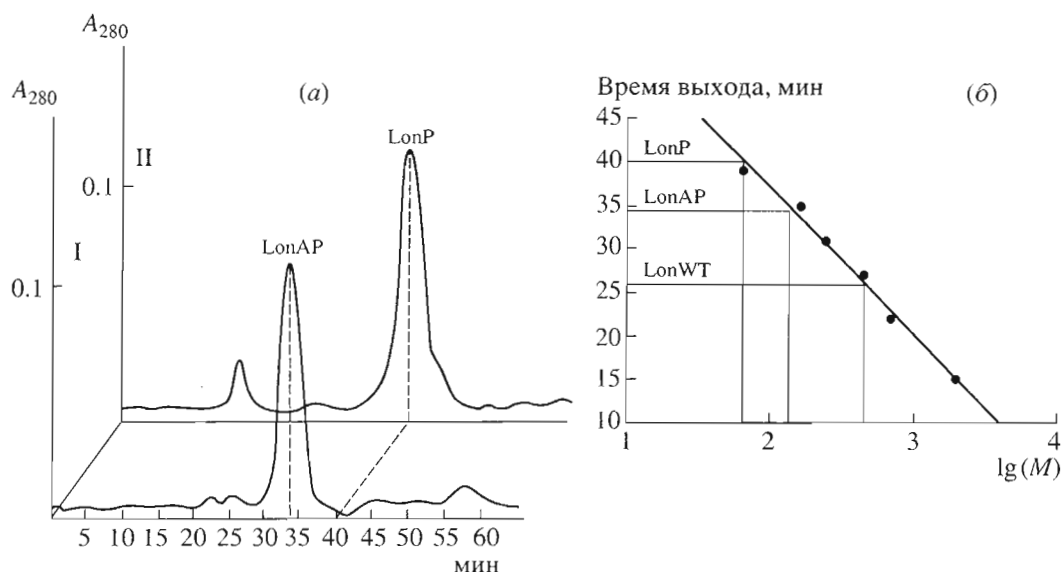 A280
(а)
A280
LonP
II
0.1
LonAP
I
0.1
5 10 15 20 25 30 35 40 45 50 55 60
мин
Время выхода, мин
(б)
45
40
35
30
25
20
15
10
LonP
LonAP
LonWT
1 2 3 4
lg (M)